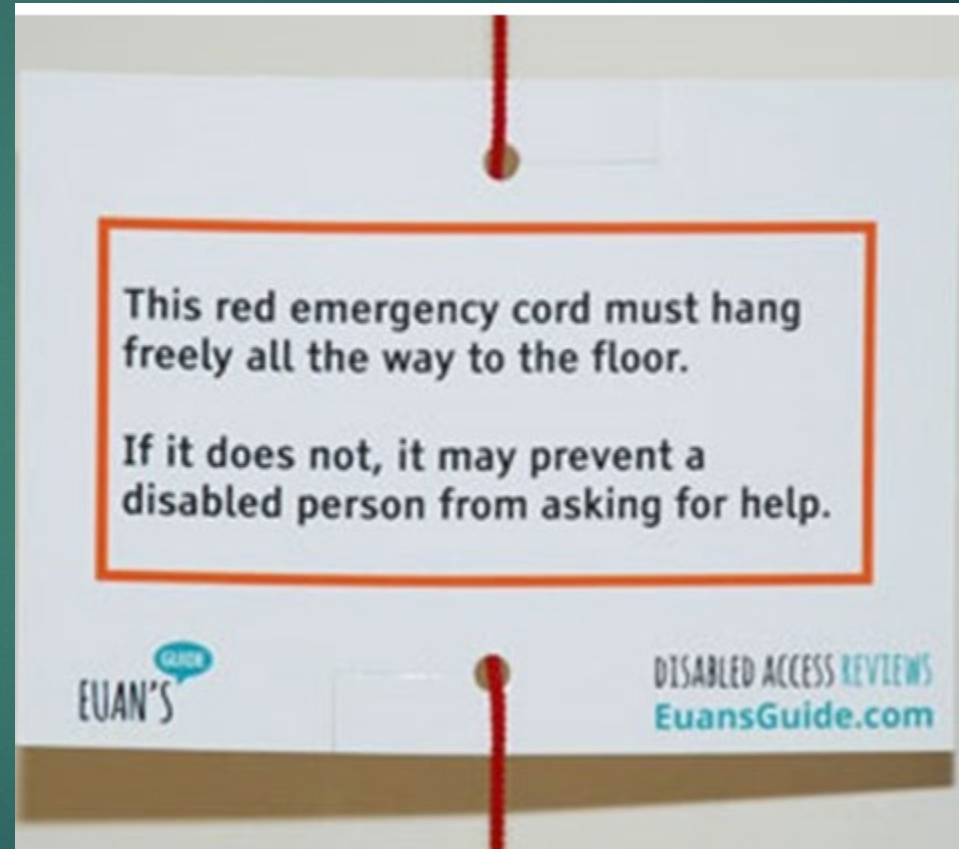 This red emergency cord must hang
freely all the way to the floor.
If it does not, it may prevent a
disabled person from asking for help.
EUAN'S GUIDE
DISABLED ACCESS REVIEWS
EuansGuide.com